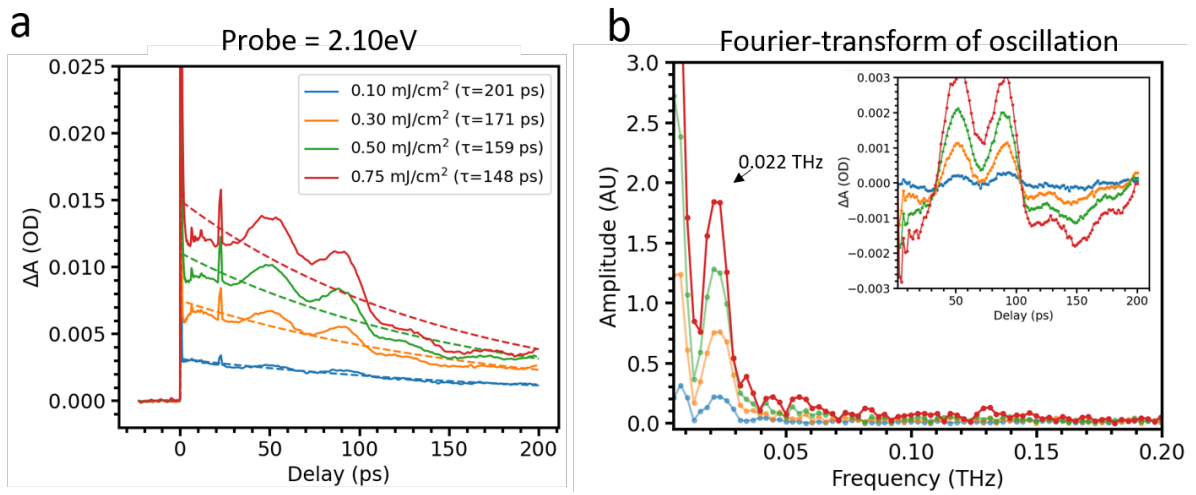 a
Probe = 2.10eV
0.025
0.020
0.015
0.010
0.005
0.000
ΔA (OD)
0.10 mJ/cm² (τ=201 ps)
0.30 mJ/cm² (τ=171 ps)
0.50 mJ/cm² (τ=159 ps)
0.75 mJ/cm² (τ=148 ps)
0 50 100 150 200
Delay (ps)
b
Fourier-transform of oscillation
3.0
2.5
2.0
1.5
1.0
0.5
0.0
Amplitude (AU)
0.022 THz
0.05 0.10 0.15 0.20
Frequency (THz)
0.003
0.002
0.001
0.000
−0.001
−0.002
−0.003
ΔA (OD)
50 100 150 200
Delay (ps)